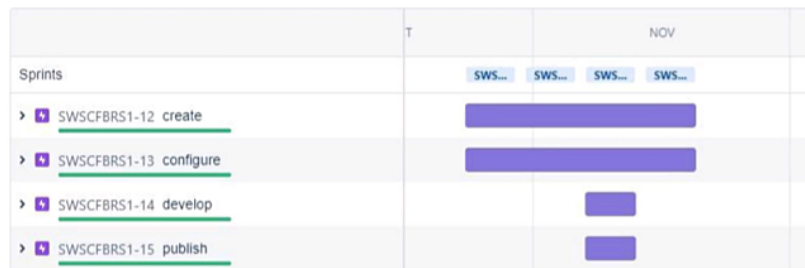 T NOV
Sprints SWS... SWS... SWS... SWS...
SWSCFBRS1-12 create
SWSCFBRS1-13 configure
SWSCFBRS1-14 develop
SWSCFBRS1-15 publish